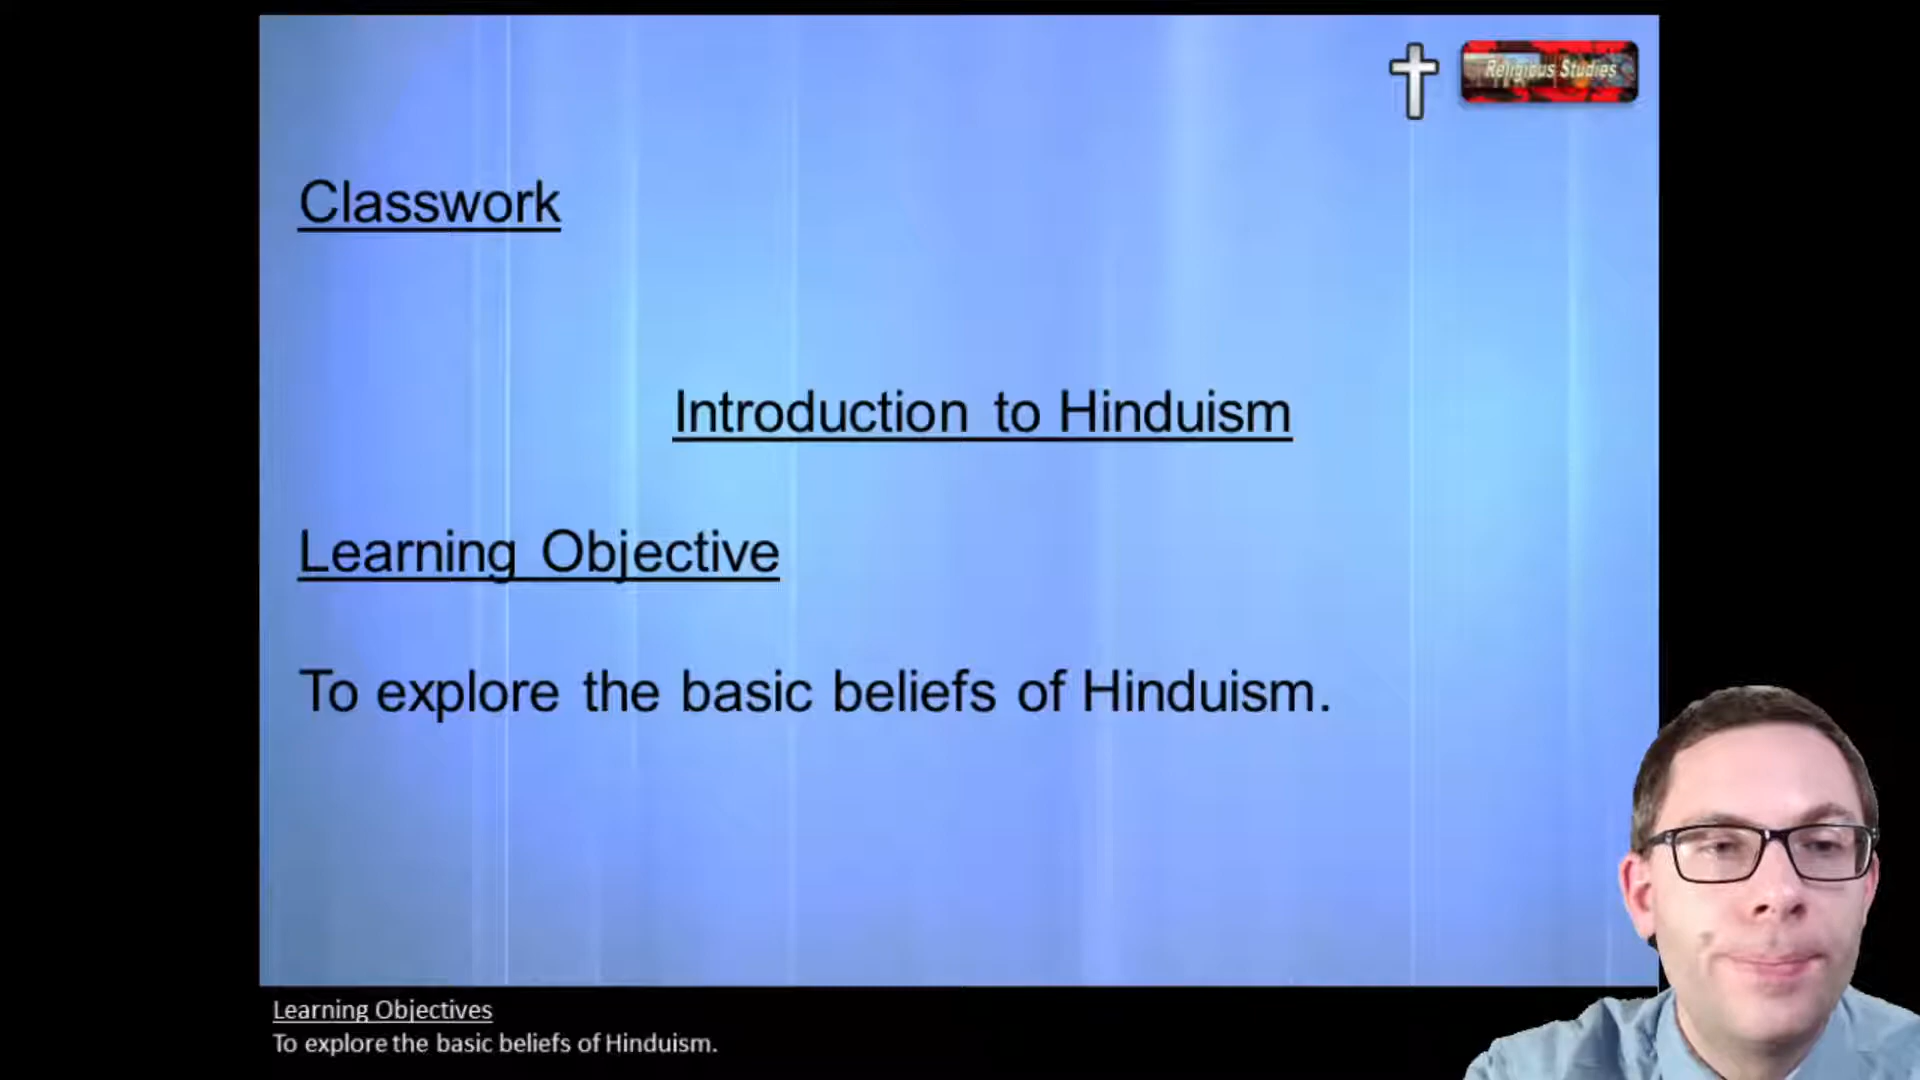 Religious Studies
Classwork
Introduction to Hinduism
Learning Objective
To explore the basic beliefs of Hinduism.
Learning Objectives
To explore the basic beliefs of Hinduism.